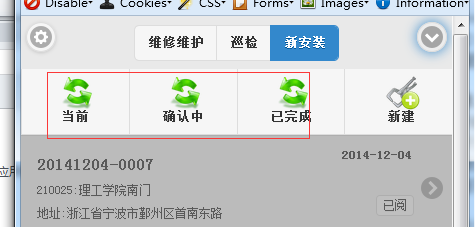 Disable Cookies CSS Forms Images Information
维修维护 巡检 新安装
当前 确认中 已完成 新建
20141204-0007 2014-12-04
210025:理工学院南门
已阅
地址:浙江省宁波市鄞州区首南东路
应用